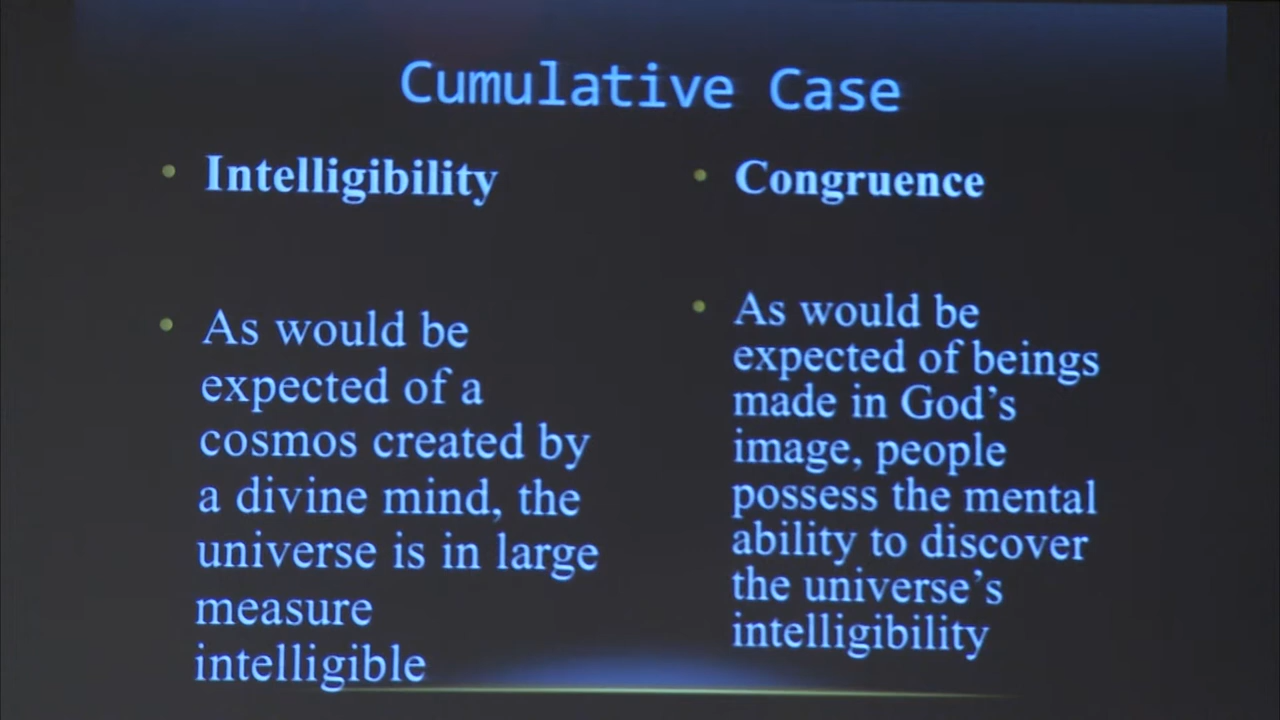 Cumulative Case
Intelligibility
As would be
expected of a
cosmos created by
a divine mind, the
universe is in large
measure
intelligible
Congruence
As would be
expected of beings
made in God’s
image, people
possess the mental
ability to discover
the universe’s
intelligibility